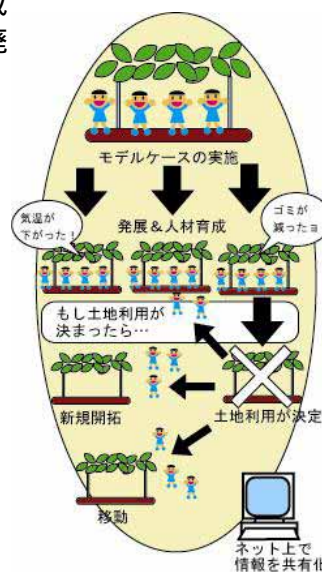 モデルケースの実施
気温が
下がった!
発展&人材育成
ゴミが
減ったヨ
もし土地利用が
決まったら…
新規開拓
土地利用が決定
移動
ネット上で
情報を共有化